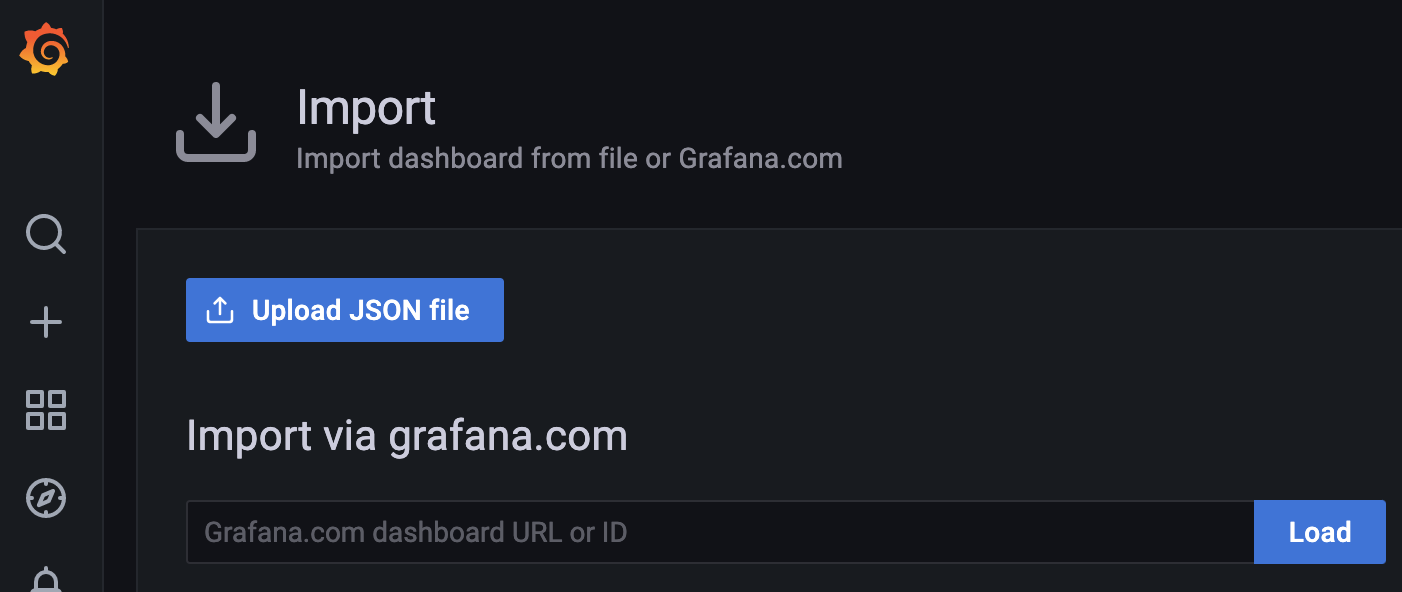 Import
Import dashboard from file or Grafana.com
Upload JSON file
Import via grafana.com
Grafana.com dashboard URL or ID
Load